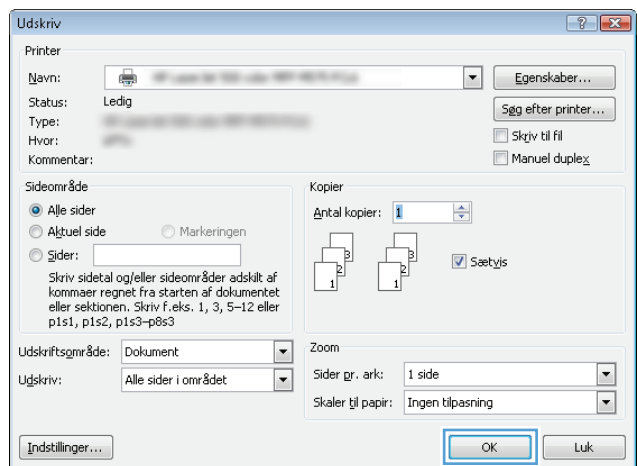 Udskriv
Printer
Navn:
Egenskaber...
Status: Ledig
Søg efter printer...
Type:
Hvor:
Skriv til fil
Kommentar:
Manuel duplex
Sideområde
Alle sider
Aktuel side Markeringen
Sider:
Skriv sidetal og/eller sideområder adskilt af
kommaer regnet fra starten af dokumentet
eller sektionen. Skriv f.eks. 1, 3, 5–12 eller
p1s1, p1s2, p1s3–p8s3
Kopier
Antal kopier: 1
3 3
2 2
1 1
Sætvis
Udskriftsområde: Dokument
Udskriv: Alle sider i området
Zoom
Sider pr. ark: 1 side
Skaler til papir: Ingen tilpasning
Indstillinger...
OK Luk